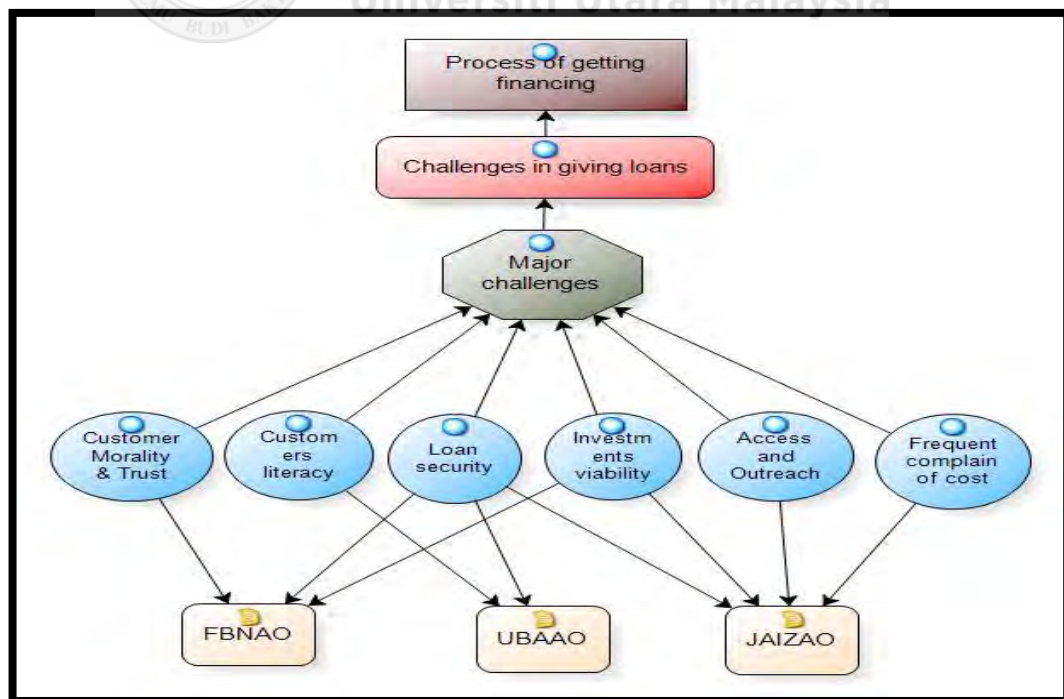 Universiti Utara Malaysia
BUDI
Process of getting
financing
Challenges in giving loans
Major
challenges
Customer
Morality
& Trust
Custom
ers
literacy
Loan
security
Investm
ents
viability
Access
and
Outreach
Frequent
complain
of cost
FBNAO
UBAAO
JAIZAO